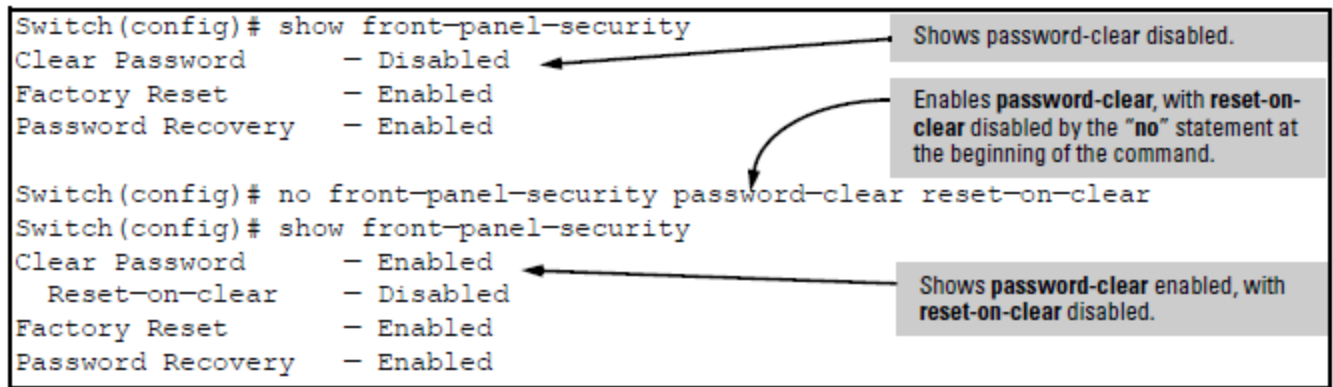 Switch(config)# show front—panel—security
Clear Password — Disabled
Factory Reset — Enabled
Password Recovery — Enabled
Shows password-clear disabled.
Enables password-clear, with reset-on-
clear disabled by the “no” statement at
the beginning of the command.
Switch(config)# no front—panel—security password—clear reset—on—clear
Switch(config)# show front—panel—security
Clear Password — Enabled
Reset—on—clear — Disabled
Factory Reset — Enabled
Password Recovery — Enabled
Shows password-clear enabled, with
reset-on-clear disabled.